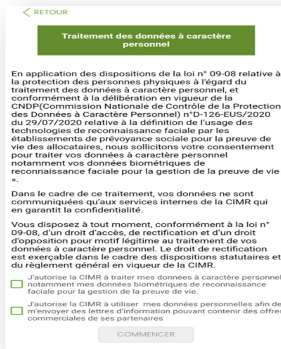 < RETOUR
Traitement des données à caractère
personnel
En application des dispositions de la loi n° 09-08 relative à
la protection des personnes physiques à l'égard du
traitement des données à caractère personnel, et
conformément à la délibération en vigueur de la
CNDP(Commission Nationale de Contrôle de la Protection
des Données à Caractère Personnel) n°D-126-EUS/2020
du 29/07/2020 relative à la définition de l'usage des
technologies de reconnaissance faciale par les
établissements de prévoyance sociale pour la preuve de
vie des allocataires, nous sollicitons votre consentement
pour traiter vos données à caractère personnel
notamment vos données biométriques de
reconnaissance faciale pour la gestion de la preuve de vie
».
Dans le cadre de ce traitement, vos données ne sont
communiquées qu'aux services internes de la CIMR qui
en garantit la confidentialité.
Vous disposez à tout moment, conformément à la loi n°
09-08, d'un droit d'accès, de rectification et d'un droit
d'opposition pour motif légitime au traitement de vos
données à caractère personnel. Le droit de rectification
est exerçable dans le cadre des dispositions statutaires et
du règlement général en vigueur de la CIMR.
J'autorise la CIMR à traiter mes données à caractère personnel
notamment mes données biométriques de reconnaissance
faciale pour la gestion de la preuve de vie.
J'autorise la CIMR à utiliser mes données personnelles afin de
m'envoyer des lettres d'information pouvant contenir des offres
commerciales de ses partenaires
COMMENCER